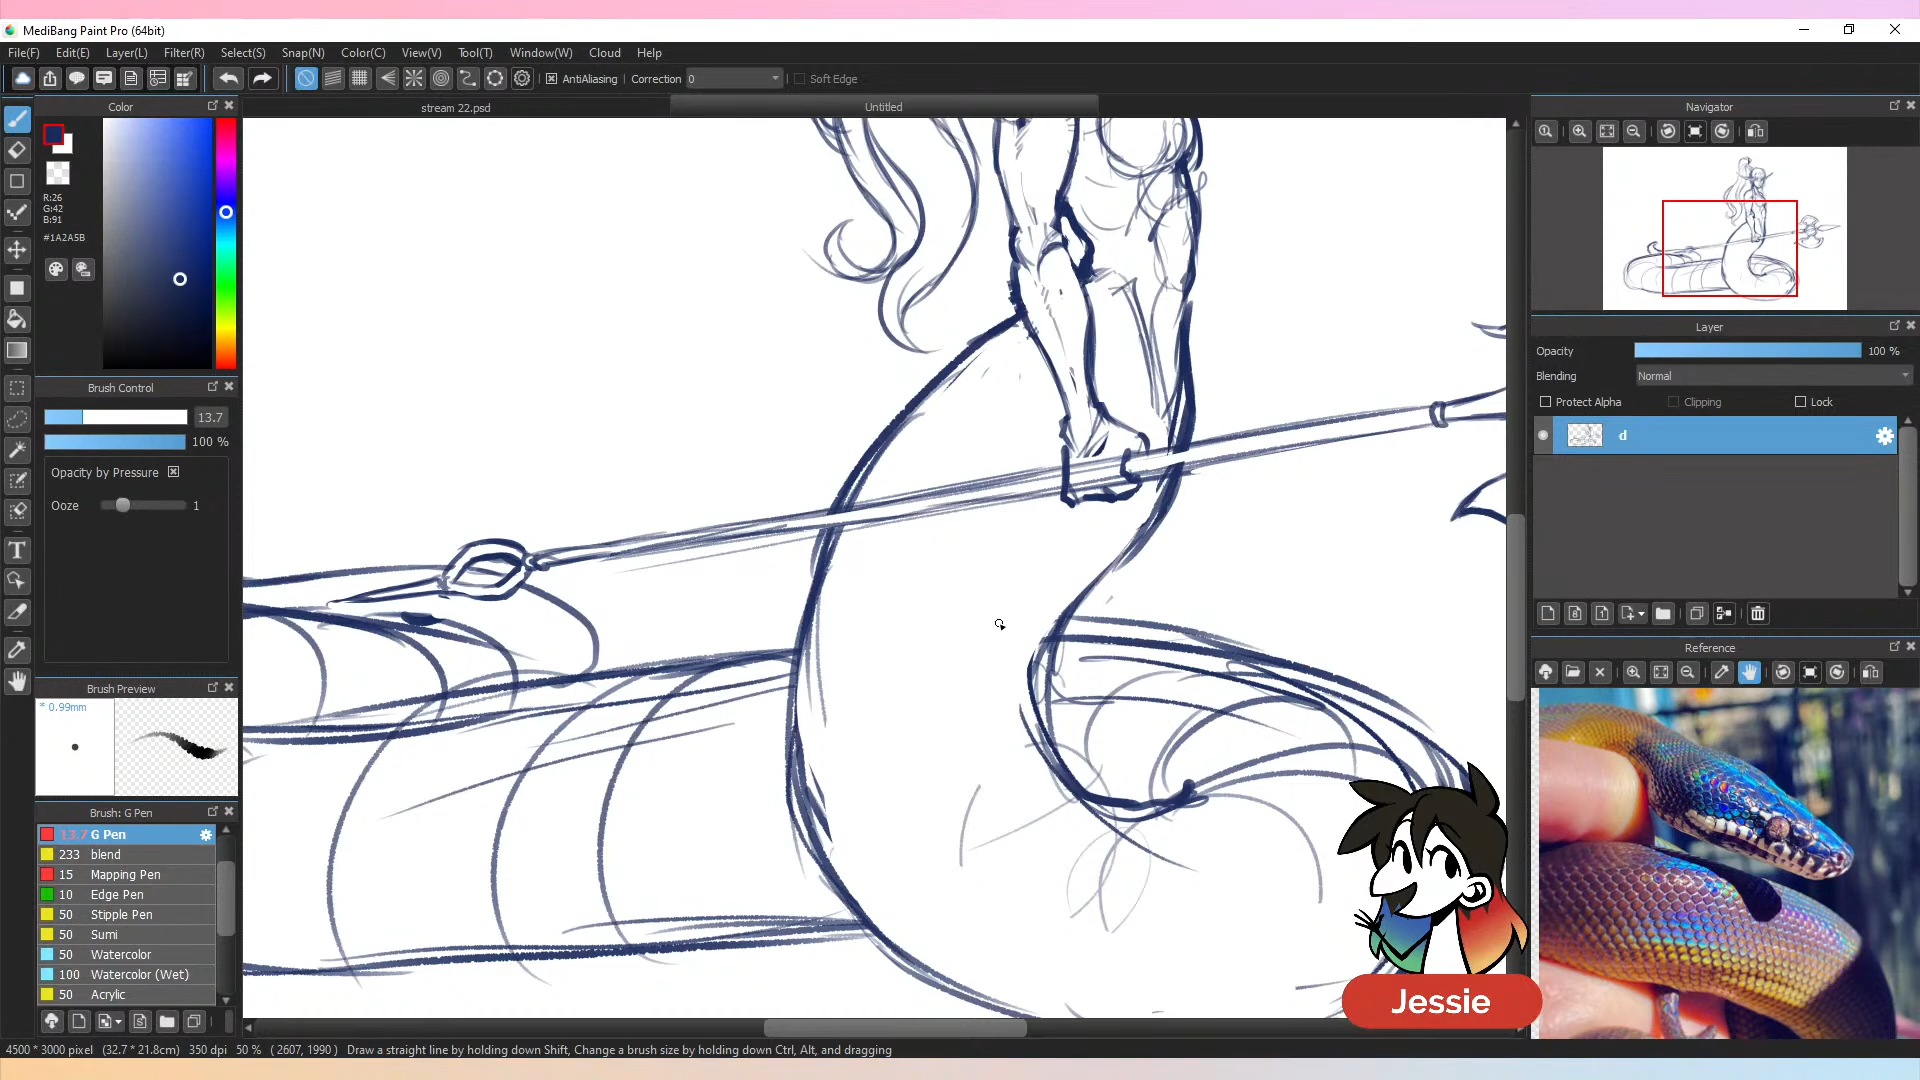 MediBang Paint Pro (64bit)
File(F) Edit(E) Layer(L) Filter(R) Select(S) Snap(N) Color(C) View(V) Tool(T) Window(W) Cloud Help
AntiAliasing Correction 0 Soft Edge
Color stream 22.psd Untitled Navigator
R:26
G:42
B:91
#1A2A5B
Layer
Opacity 100 %
Blending Normal
Protect Alpha Clipping Lock
d
Brush Control
13.7
100 %
Opacity by Pressure
Ooze 1
Reference
Brush Preview
* 0.99mm
Brush: G Pen
13.7 G Pen
233 blend
15 Mapping Pen
10 Edge Pen
50 Stipple Pen
50 Sumi
50 Watercolor
100 Watercolor (Wet)
50 Acrylic
Jessie
4500 * 3000 pixel (32.7 * 21.8cm) 350 dpi 50 % ( 2607, 1990 ) Draw a straight line by holding down Shift, Change a brush size by holding down Ctrl, Alt, and dragging